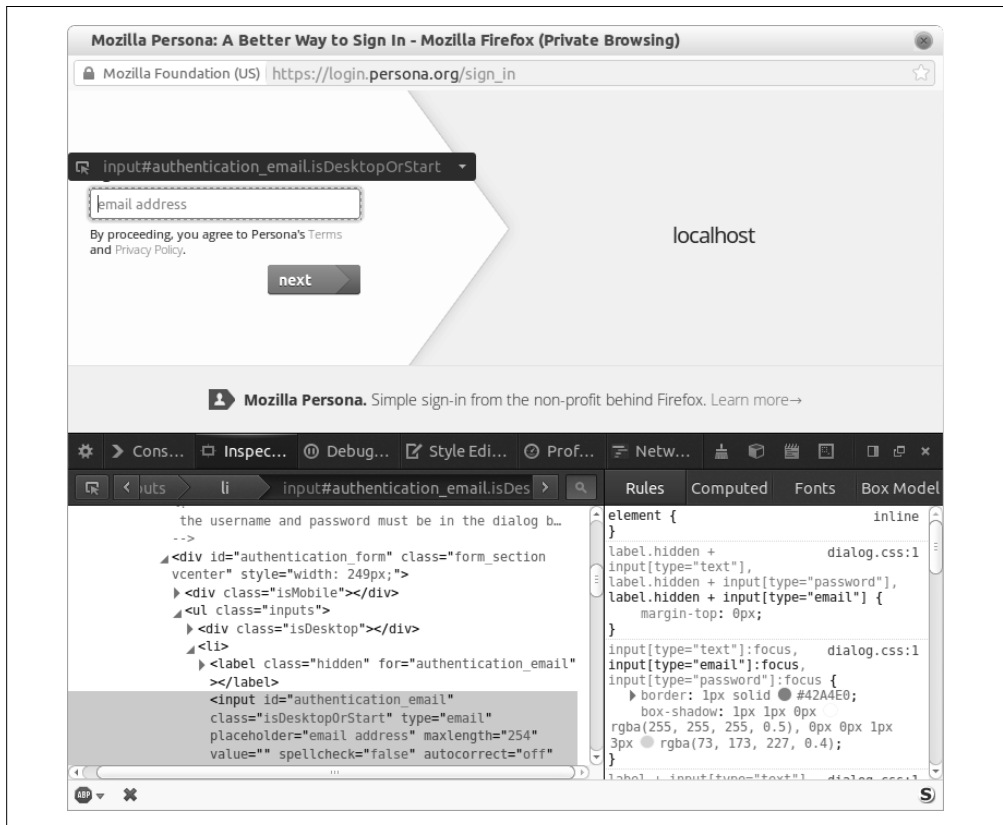 Mozilla Persona: A Better Way to Sign In - Mozilla Firefox (Private Browsing)
Mozilla Foundation (US) https://login.persona.org/sign_in
input#authentication_email.isDesktopOrStart
email address
By proceeding, you agree to Persona's Terms
and Privacy Policy.
next
localhost
Mozilla Persona. Simple sign-in from the non-profit behind Firefox. Learn more→
Cons... Inspec... Debug... Style Edi... Prof... Netw...
uts li input#authentication_email.isDes
Rules Computed Fonts Box Model
the username and password must be in the dialog b…
-->
<div id="authentication_form" class="form_section
vcenter" style="width: 249px;">
<div class="isMobile"></div>
<ul class="inputs">
<div class="isDesktop"></div>
<li>
<label class="hidden" for="authentication_email"
></label>
<input id="authentication_email"
class="isDesktopOrStart" type="email"
placeholder="email address" maxlength="254"
value="" spellcheck="false" autocorrect="off"
element { inline
}
label.hidden + dialog.css:1
input[type="text"],
label.hidden + input[type="password"],
label.hidden + input[type="email"] {
margin-top: 0px;
}
input[type="text"]:focus, dialog.css:1
input[type="email"]:focus,
input[type="password"]:focus {
border: 1px solid #42A4E0;
box-shadow: 1px 1px 0px
rgba(255, 255, 255, 0.5), 0px 0px 1px
3px rgba(73, 173, 227, 0.4);
}
label + input[type="text"] dialog.css:1
ABP
S